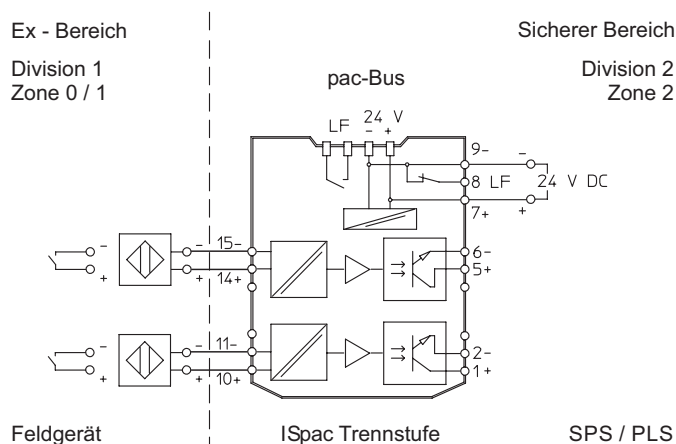 Ex - Bereich
Sicherer Bereich
Division 1
Zone 0 / 1
pac-Bus
Division 2
Zone 2
LF
24 V
- +
9-
-
8 LF
24 V DC
7+
+
-
-
15-
6-
+
+
14+
5+
-
-
11-
2-
+
+
10+
1+
Feldgerät
ISpac Trennstufe
SPS / PLS